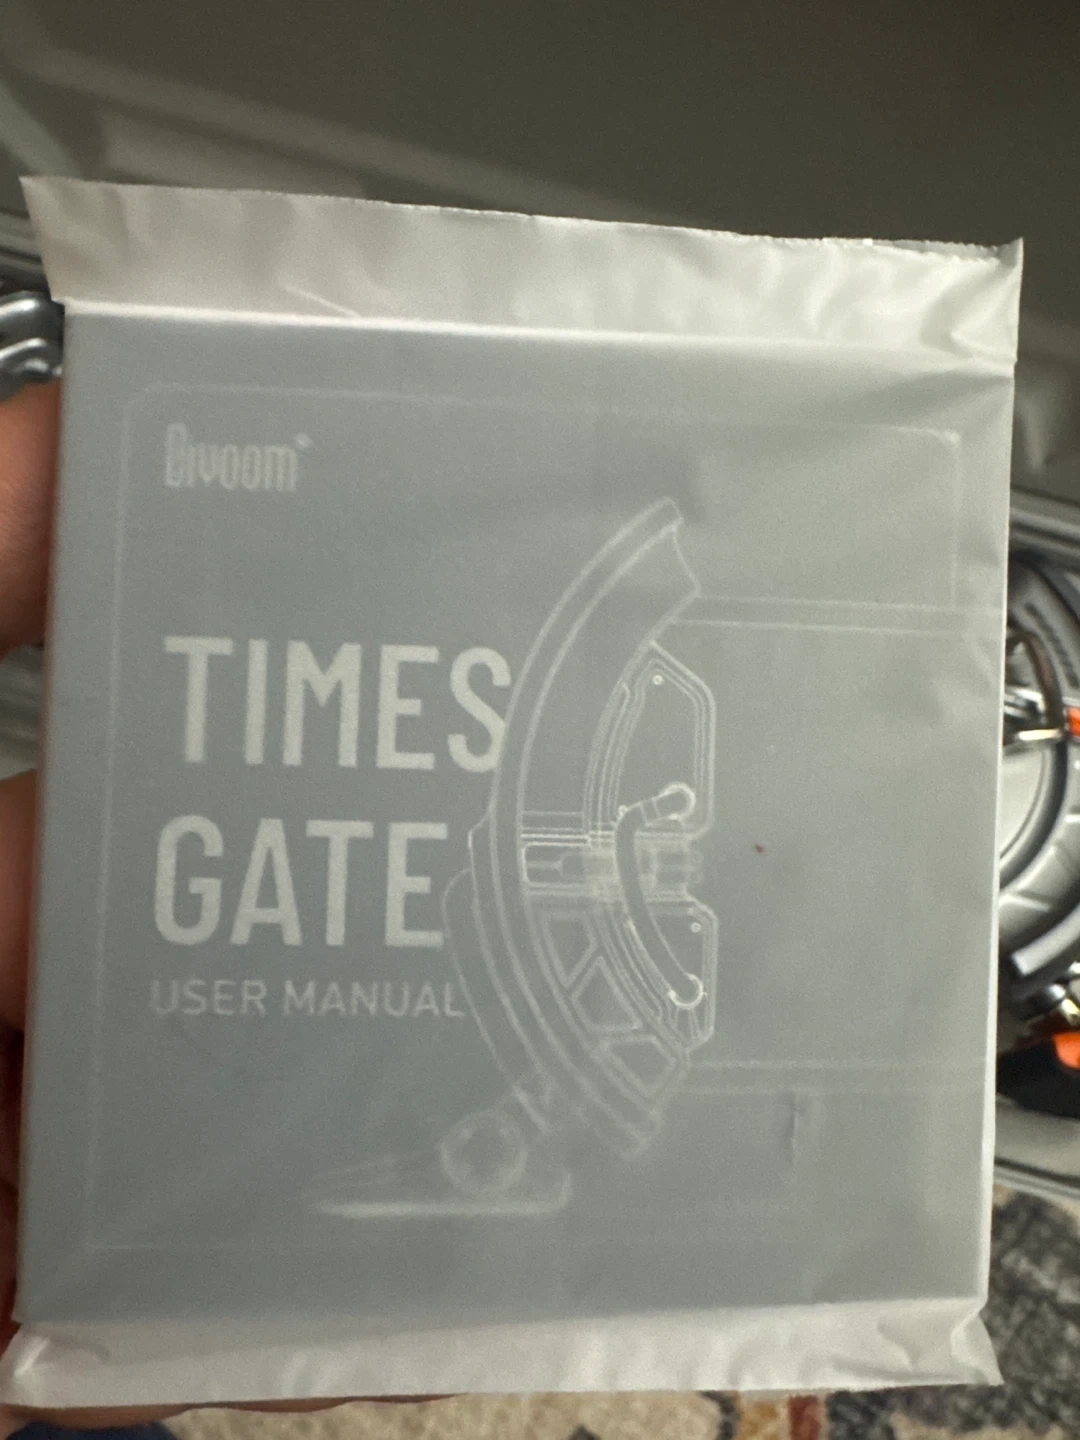 Divoom
TIMES
GATE
USER MANUAL